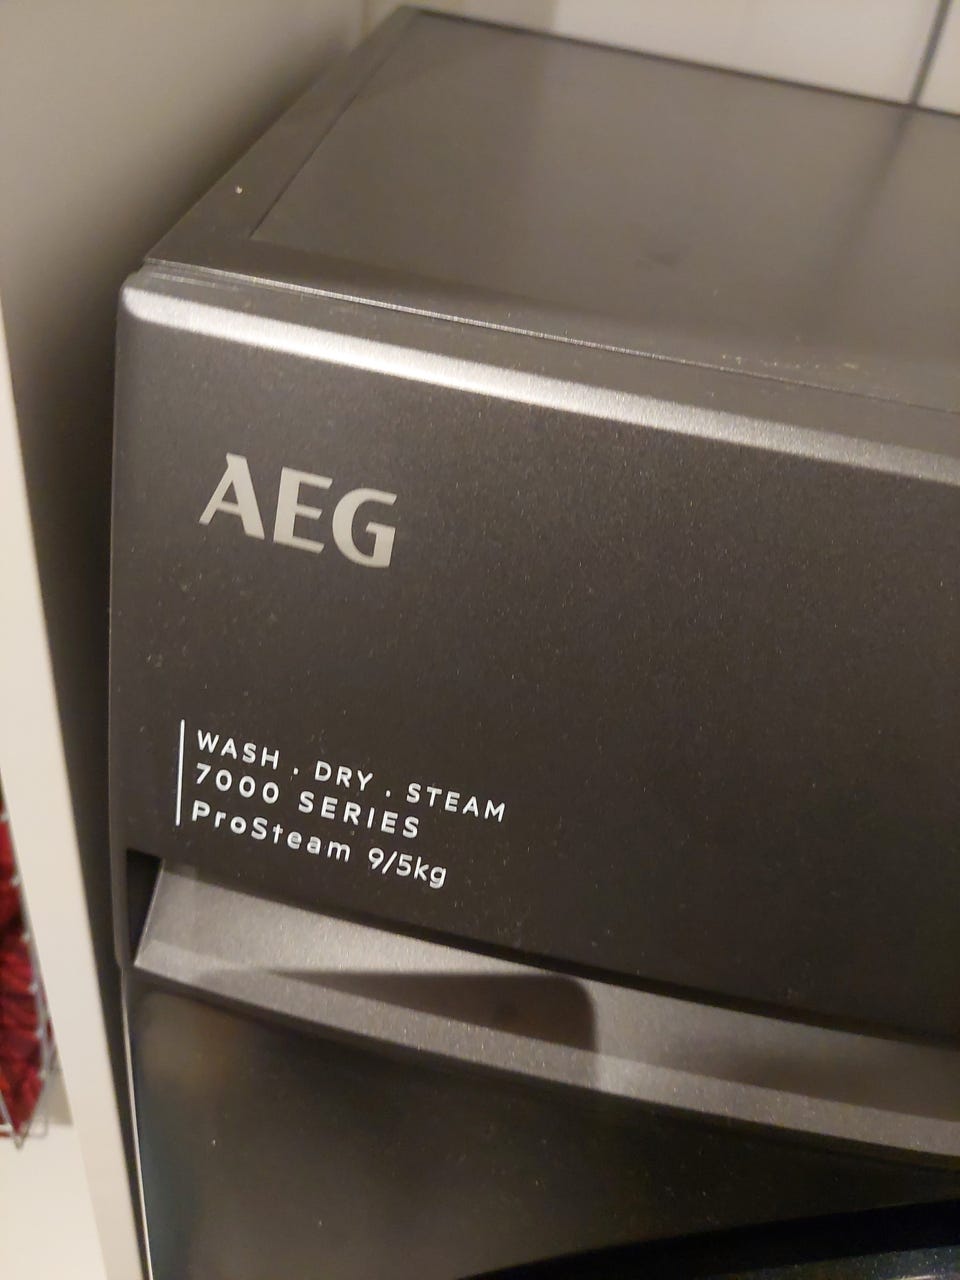 AEG
WASH . DRY . STEAM
7000 SERIES
ProSteam 9/5kg